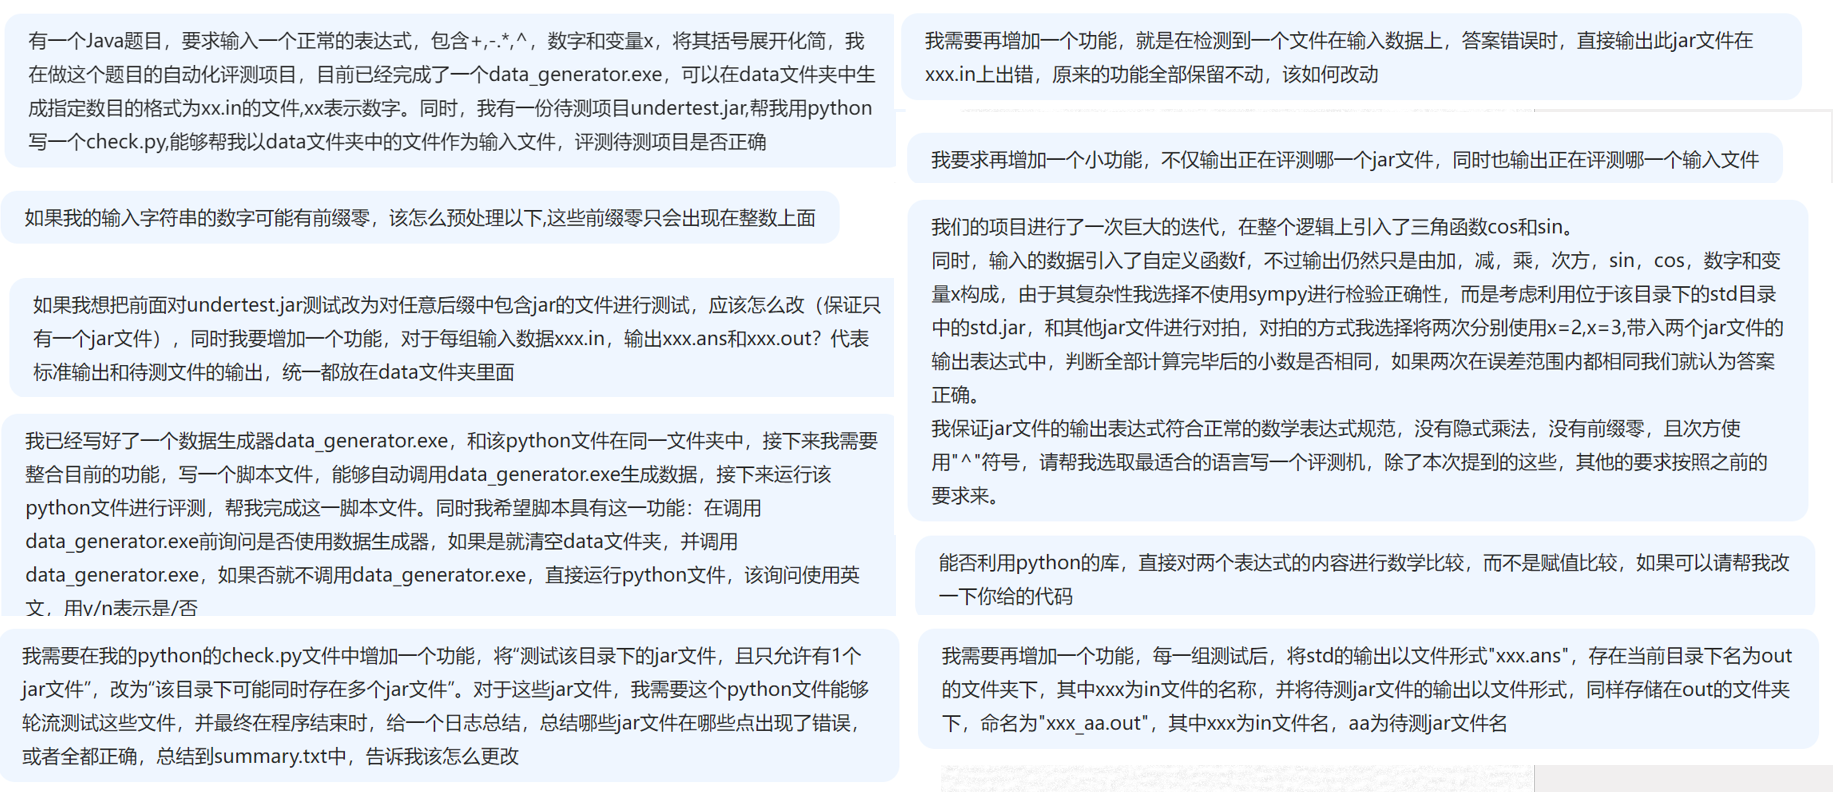 有一个Java题目，要求输入一个正常的表达式，包含+,-.*,^，数字和变量x，将其括号展开化简，我
在做这个题目的自动化评测项目，目前已经完成了一个data_generator.exe，可以在data文件夹中生
成指定数目的格式为xx.in的文件,xx表示数字。同时，我有一份待测项目undertest.jar,帮我用python
写一个check.py,能够帮我以data文件夹中的文件作为输入文件，评测待测项目是否正确
如果我的输入字符串的数字可能有前缀零，该怎么预处理以下,这些前缀零只会出现在整数上面
如果我想把前面对undertest.jar测试改为对任意后缀中包含jar的文件进行测试，应该怎么改（保证只
有一个jar文件），同时我要增加一个功能，对于每组输入数据xxx.in，输出xxx.ans和xxx.out？代表
标准输出和待测文件的输出，统一都放在data文件夹里面
我已经写好了一个数据生成器data_generator.exe，和该python文件在同一文件夹中，接下来我需要
整合目前的功能，写一个脚本文件，能够自动调用data_generator.exe生成数据，接下来运行该
python文件进行评测，帮我完成这一脚本文件。同时我希望脚本具有这一功能：在调用
data_generator.exe前询问是否使用数据生成器，如果是就清空data文件夹，并调用
data_generator.exe，如果否就不调用data_generator.exe，直接运行python文件，该询问使用英
文，用y/n表示是/否
我需要在我的python的check.py文件中增加一个功能，将“测试该目录下的jar文件，且只允许有1个
jar文件”，改为“该目录下可能同时存在多个jar文件”。对于这些jar文件，我需要这个python文件能够
轮流测试这些文件，并最终在程序结束时，给一个日志总结，总结哪些jar文件在哪些点出现了错误，
或者全都正确，总结到summary.txt中，告诉我该怎么更改
我需要再增加一个功能，就是在检测到一个文件在输入数据上，答案错误时，直接输出此jar文件在
xxx.in上出错，原来的功能全部保留不动，该如何改动
我要求再增加一个小功能，不仅输出正在评测哪一个jar文件，同时也输出正在评测哪一个输入文件
我们的项目进行了一次巨大的迭代，在整个逻辑上引入了三角函数cos和sin。
同时，输入的数据引入了自定义函数f，不过输出仍然只是由加，减，乘，次方，sin，cos，数字和变
量x构成，由于其复杂性我选择不使用sympy进行检验正确性，而是考虑利用位于该目录下的std目录
中的std.jar，和其他jar文件进行对拍，对拍的方式我选择将两次分别使用x=2,x=3,带入两个jar文件的
输出表达式中，判断全部计算完毕后的小数是否相同，如果两次在误差范围内都相同我们就认为答案
正确。
我保证jar文件的输出表达式符合正常的数学表达式规范，没有隐式乘法，没有前缀零，且次方使
用"^"符号，请帮我选取最适合的语言写一个评测机，除了本次提到的这些，其他的要求按照之前的
要求来。
能否利用python的库，直接对两个表达式的内容进行数学比较，而不是赋值比较，如果可以请帮我改
一下你给的代码
我需要再增加一个功能，每一组测试后，将std的输出以文件形式"xxx.ans"，存在当前目录下名为out
的文件夹下，其中xxx为in文件的名称，并将待测jar文件的输出以文件形式，同样存储在out的文件夹
下，命名为"xxx_aa.out"，其中xxx为in文件名，aa为待测jar文件名